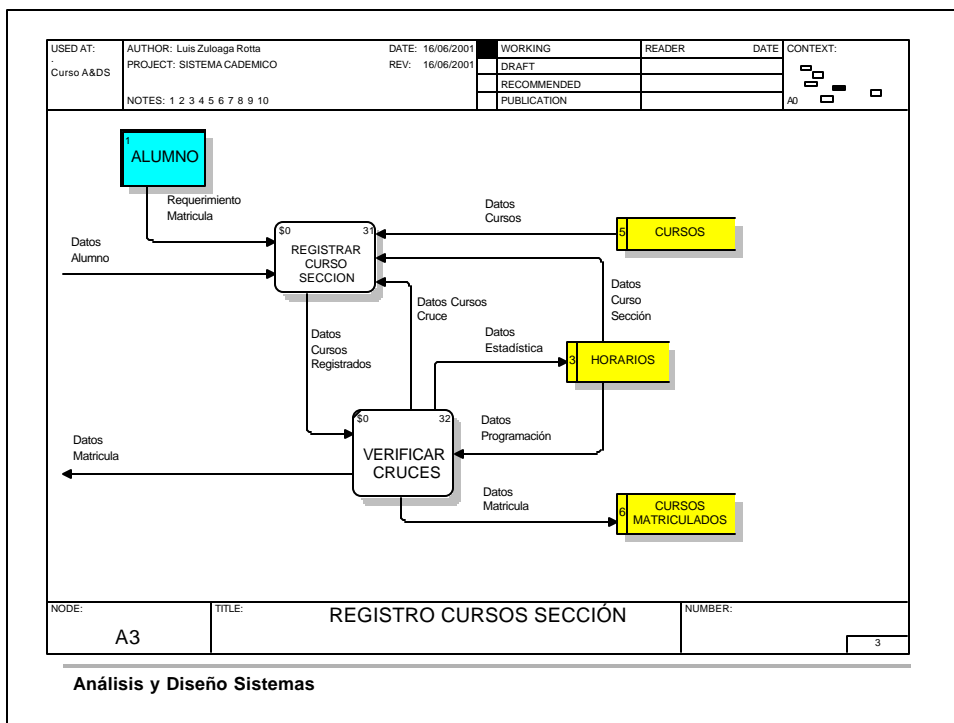 USED AT:
.
Curso A&DS
AUTHOR: Luis Zuloaga Rotta
PROJECT: SISTEMA CADEMICO
DATE: 16/06/2001
REV: 16/06/2001
NOTES: 1 2 3 4 5 6 7 8 9 10
WORKING
DRAFT
RECOMMENDED
PUBLICATION
READER DATE
CONTEXT:
A0
1
ALUMNO
Requerimiento
Matricula
Datos
Alumno
$0 31
REGISTRAR
CURSO
SECCION
Datos
Cursos
5 CURSOS
Datos
Curso
Sección
Datos Cursos
Cruce
Datos
Cursos
Registrados
Datos
Estadística
3 HORARIOS
$0 32
VERIFICAR
CRUCES
Datos
Programación
Datos
Matricula
Datos
Matricula
6 CURSOS
MATRICULADOS
NODE:
A3
TITLE:
REGISTRO CURSOS SECCIÓN
NUMBER:
3
Análisis y Diseño Sistemas